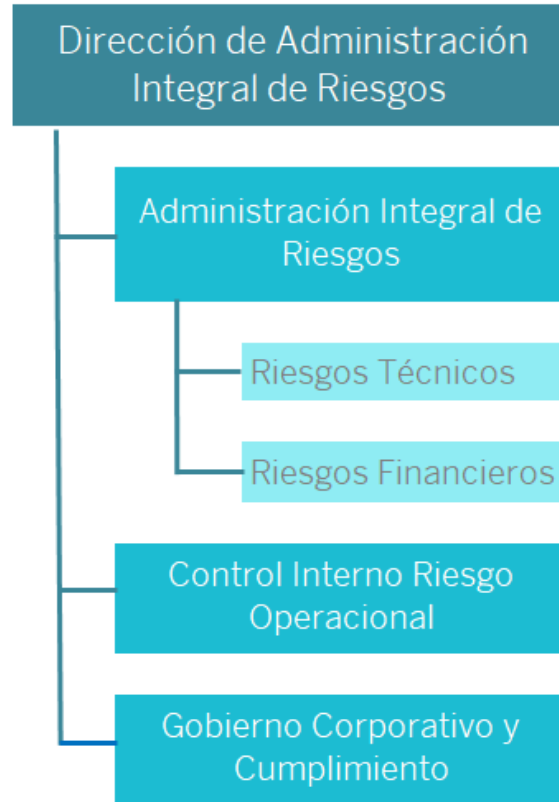 Dirección de Administración
Integral de Riesgos
Administración Integral de
Riesgos
Riesgos Técnicos
Riesgos Financieros
Control Interno Riesgo
Operacional
Gobierno Corporativo y
Cumplimiento